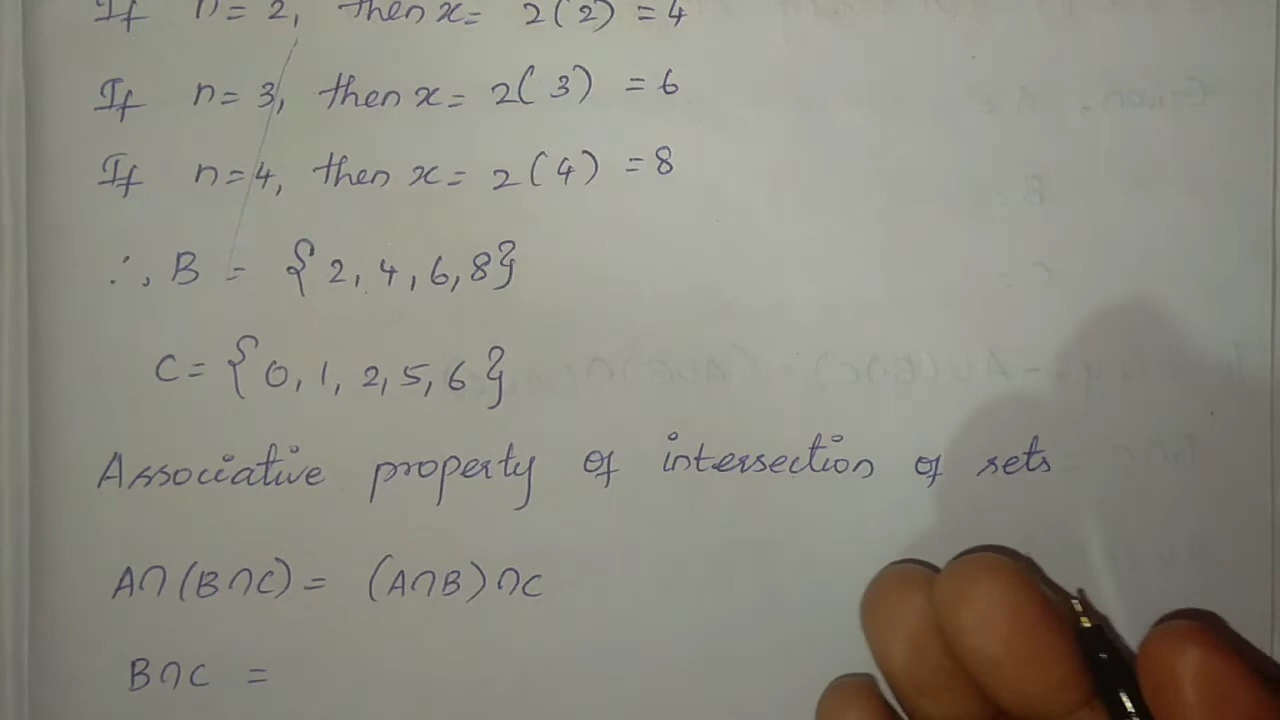 If n = 2, then x = 2(2) = 4
If n = 3, then x = 2(3) = 6
If n = 4, then x = 2(4) = 8
∴, B = {2, 4, 6, 8}
C = {0, 1, 2, 5, 6}
Associative property of intersection of sets
A∩(B∩C) = (A∩B)∩C
B∩C =